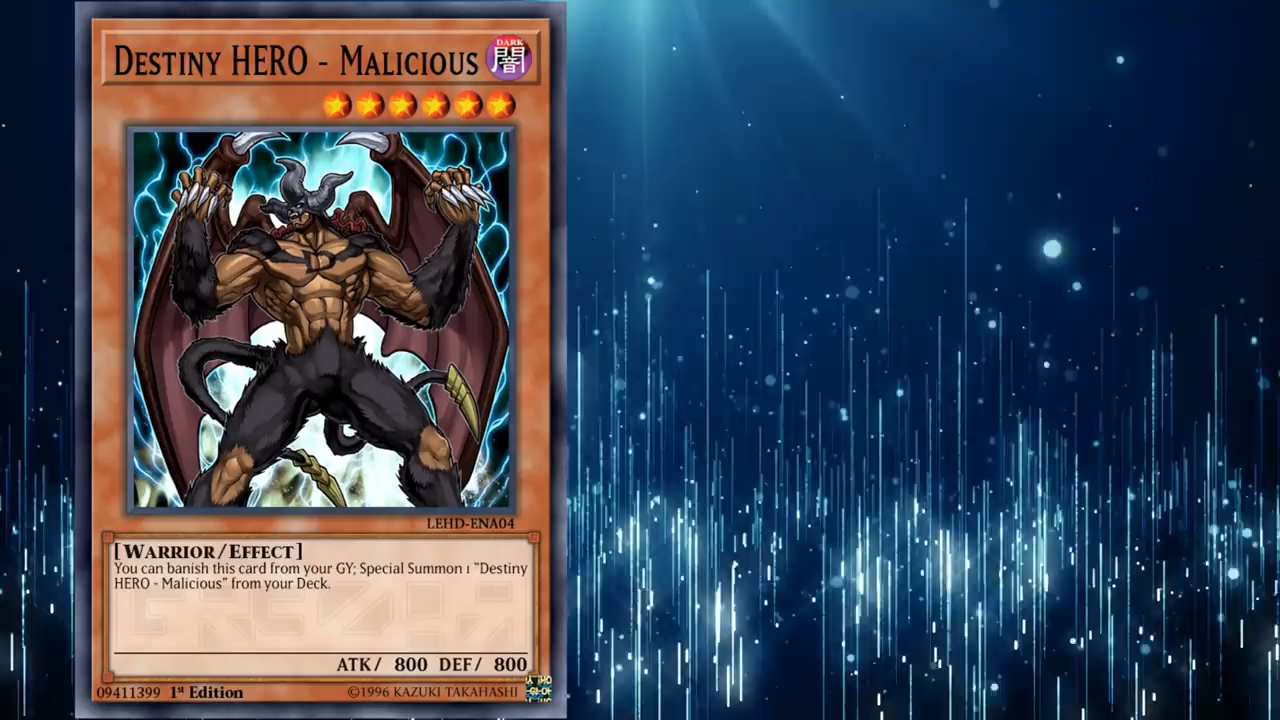 DESTINY HERO - MALICIOUS
DARK
闇
D
LEHD-ENA04
[WARRIOR/EFFECT]
You can banish this card from your GY; Special Summon 1 "Destiny
HERO - Malicious" from your Deck.
ATK/ 800 DEF/ 800
09411399 1st Edition ©1996 KAZUKI TAKAHASHI